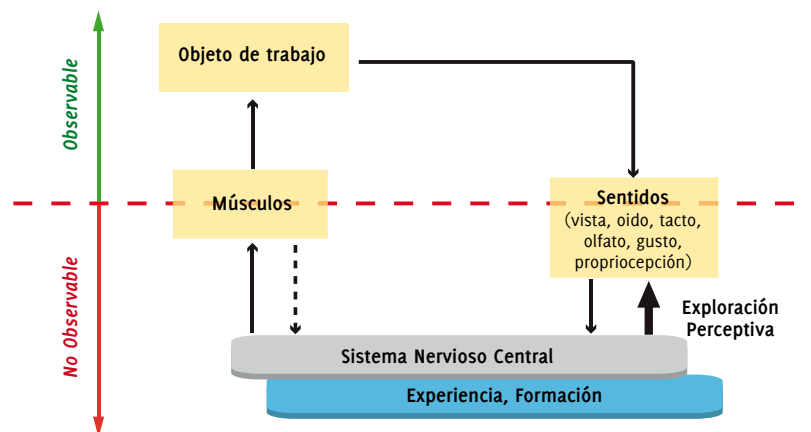 Observable
Objeto de trabajo
Músculos
Sentidos
(vista, oido, tacto,
olfato, gusto,
propriocepción)
No Observable
Exploración
Perceptiva
Sistema Nervioso Central
Experiencia, Formación